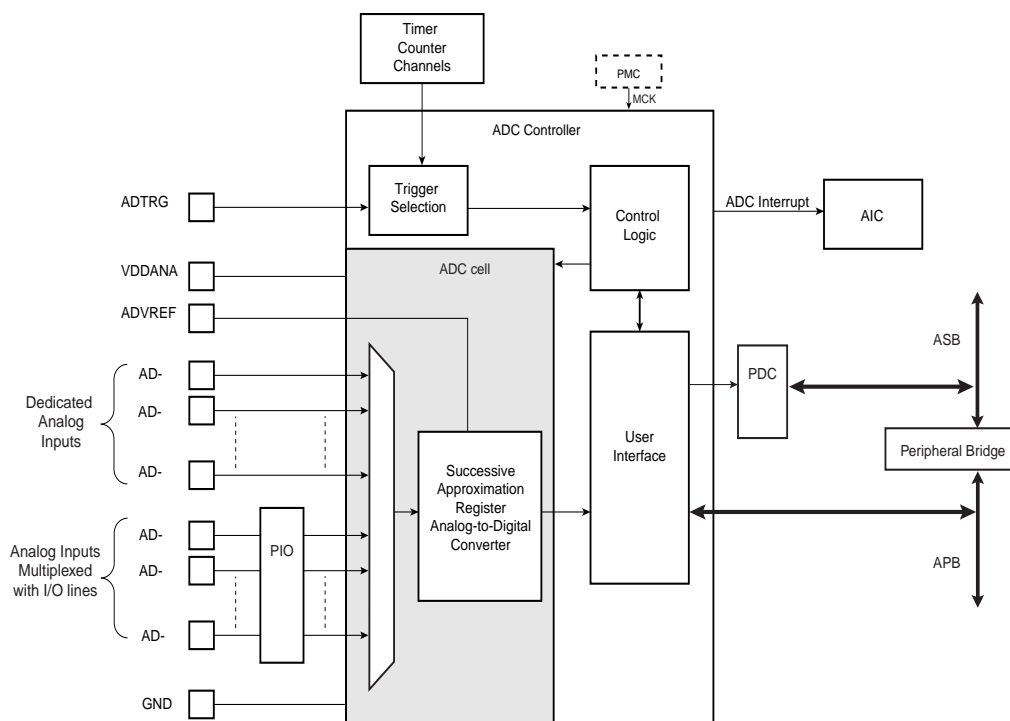 Timer
Counter
Channels
PMC
MCK
ADC Controller
ADTRG
Trigger
Selection
Control
Logic
ADC Interrupt
AIC
VDDANA
ADC cell
ADVREF
ASB
AD-
PDC
Dedicated
Analog
Inputs
AD-
AD-
User
Interface
Peripheral Bridge
Successive
Approximation
Register
Analog-to-Digital
Converter
AD-
PIO
Analog Inputs
Multiplexed
with I/O lines
AD-
AD-
APB
GND